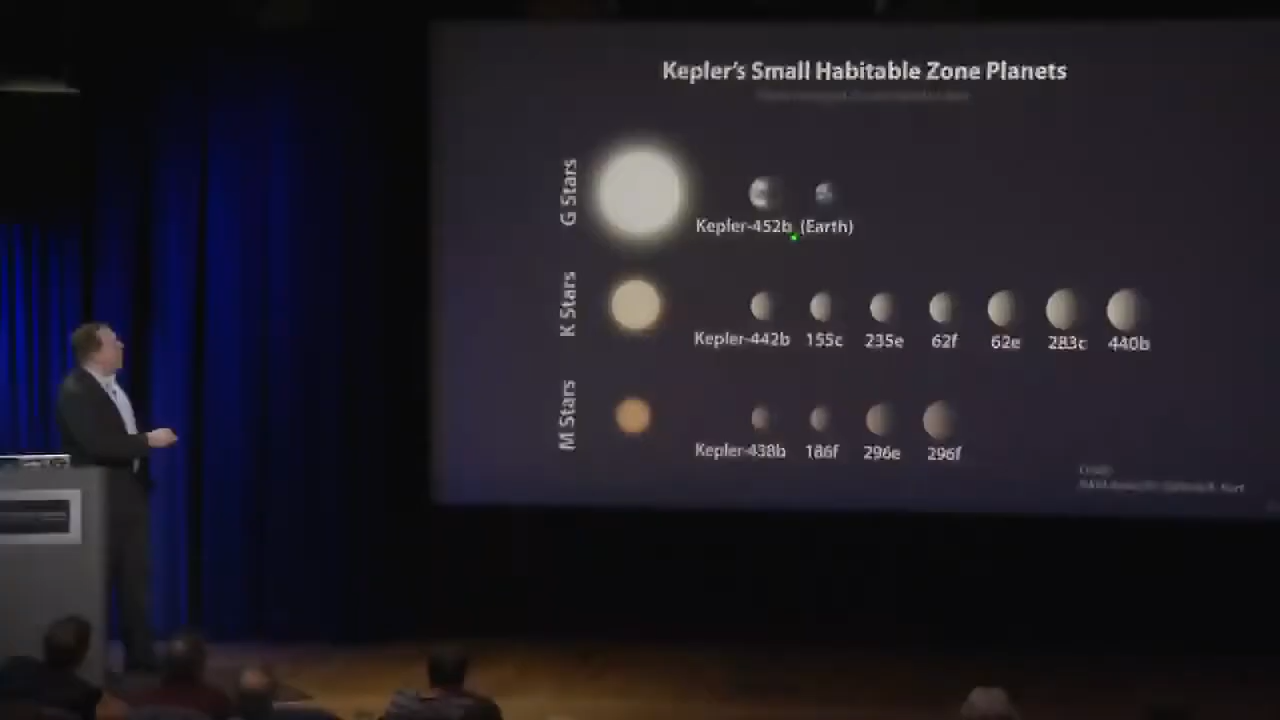 Kepler's Small Habitable Zone Planets
G Stars
Kepler-452b (Earth)
K Stars
Kepler-442b 155c 235e 62f 62e 283c 440b
M Stars
Kepler-438b 186f 296e 296f